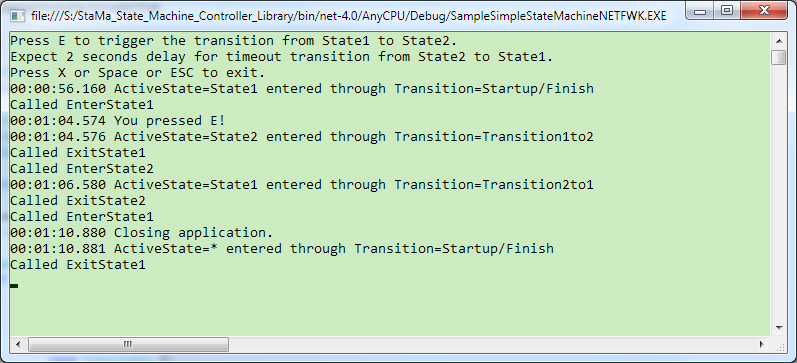 file:///S:/StaMa_State_Machine_Controller_Library/bin/net-4.0/AnyCPU/Debug/SampleSimpleStateMachineNETFWK.EXE
Press E to trigger the transition from State1 to State2.
Expect 2 seconds delay for timeout transition from State2 to State1.
Press X or Space or ESC to exit.
00:00:56.160 ActiveState=State1 entered through Transition=Startup/Finish
Called EnterState1
00:01:04.574 You pressed E!
00:01:04.576 ActiveState=State2 entered through Transition=Transition1to2
Called ExitState1
Called EnterState2
00:01:06.580 ActiveState=State1 entered through Transition=Transition2to1
Called ExitState2
Called EnterState1
00:01:10.880 Closing application.
00:01:10.881 ActiveState=* entered through Transition=Startup/Finish
Called ExitState1